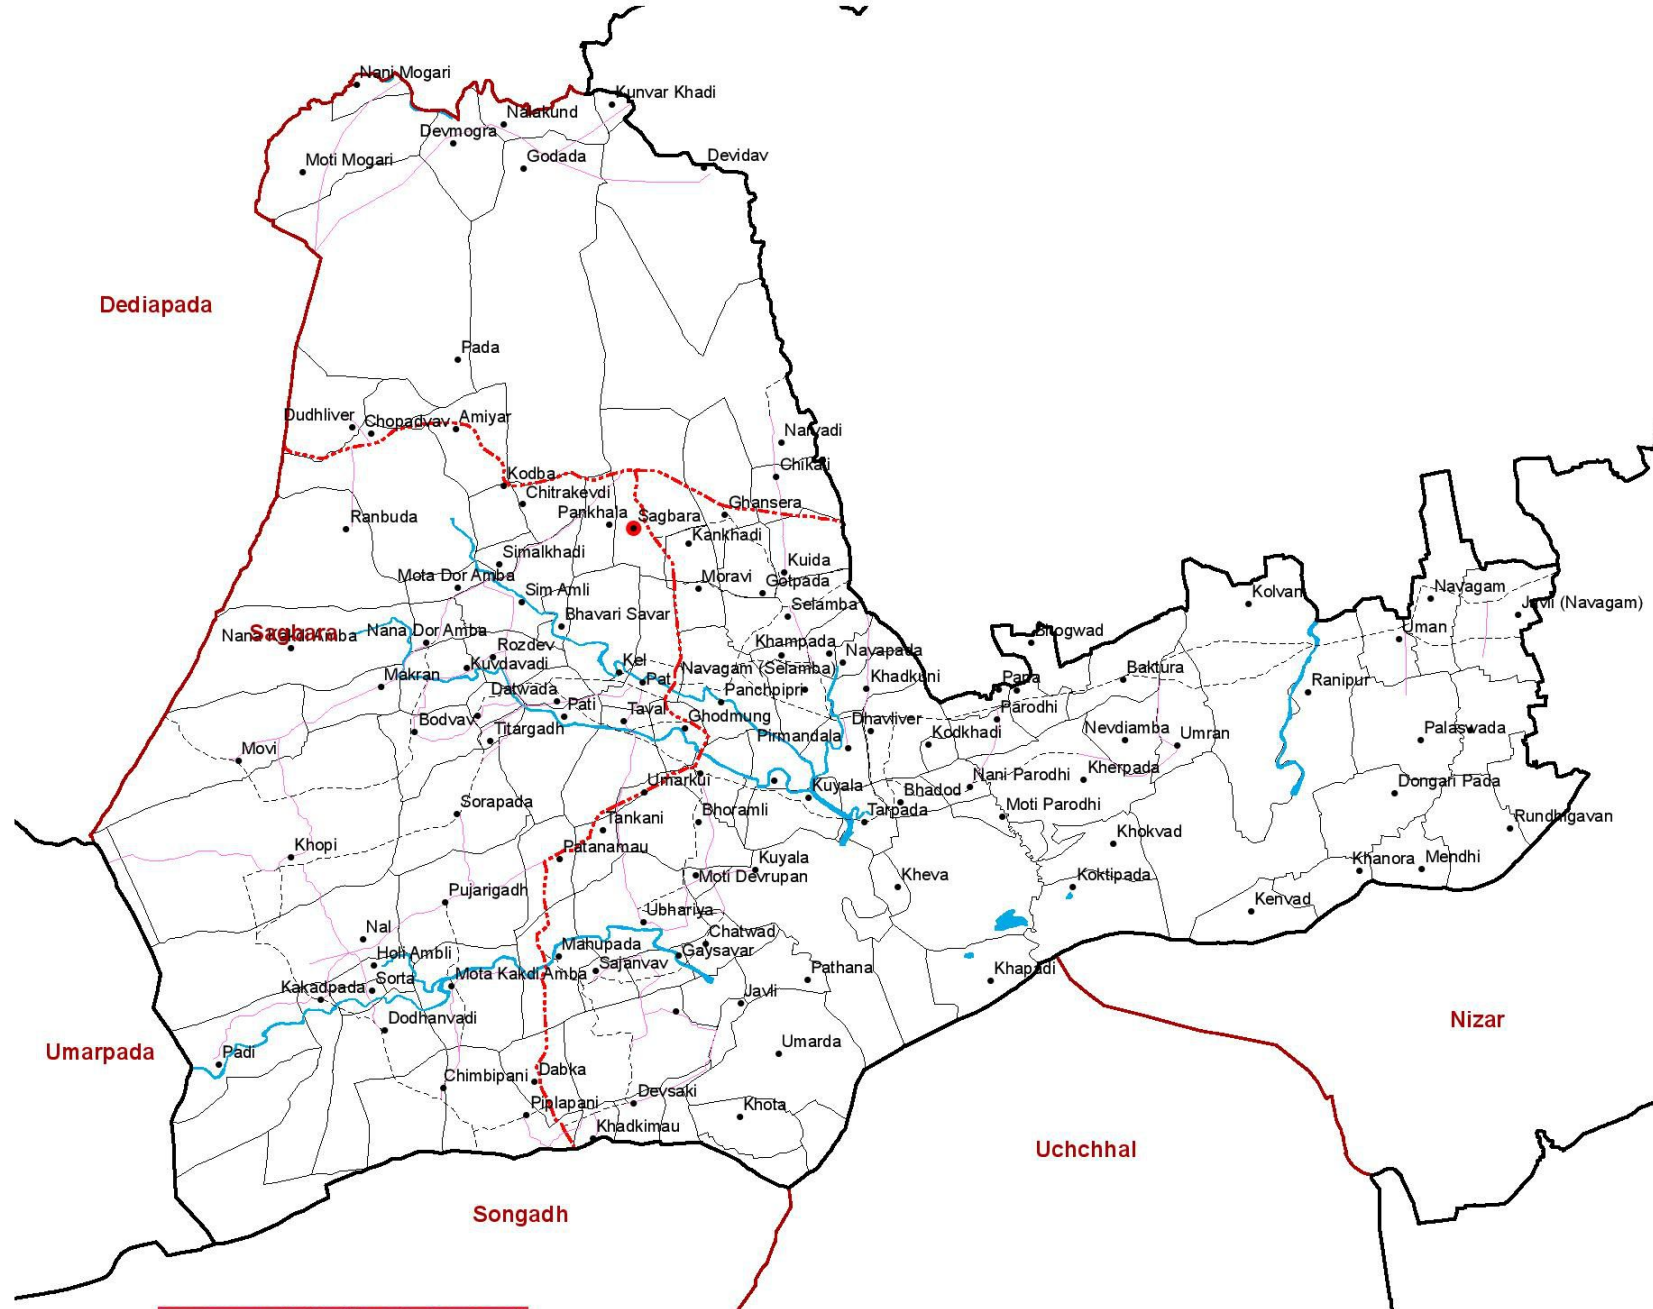 Nani Mogari
Kunvar Khadi
Nalakund
Devmogra
Godada
Devidav
Moti Mogari
Dediapada
Pada
Dudhliver
Chopadvav
Amiyar
Narvadi
Chikali
Kodba
Chitrakevdi
Ghansera
Ranbuda
Pankhala
Sagbara
Kankhadi
Simalkhadi
Kuida
Mota Dor Amba
Moravi
Gotpada
Sim Amli
Selamba
Bhavari Savar
Kolvan
Navagam
Javli (Navagam)
Uman
Sagbara
Nana Kakdi Amba
Nana Dor Amba
Rozdev
Khampada
Navapada
Bhogwad
Kuvdavadi
Kel
Navagam (Selamba)
Baktura
Makran
Pat
Khadkuni
Papa
Ranipur
Datwada
Panchpipri
Pati
Taval
Parodhi
Bodvav
Titargadh
Ghodmung
Dhavliver
Pirmandala
Kodkhadi
Nevdiamba
Umran
Palaswada
Movi
Umarkui
Kuyala
Bhadod
Nani Parodhi
Kherpada
Dongari Pada
Sorapada
Bhoramli
Tarpada
Moti Parodhi
Tankani
Rundhigavan
Khopi
Patanamau
Khokvad
Kuyala
Moti Devrupan
Kheva
Koktipada
Khanora
Mendhi
Pujarigadh
Kenvad
Ubhariya
Nal
Chatwad
Holi Ambli
Mahupada
Gaysavar
Kakadpada
Sorta
Mota Kakdi Amba
Sajanvav
Pathana
Khapadi
Javli
Dodhanvadi
Nizar
Umarpada
Padi
Umarda
Chimbipani
Dabka
Devsaki
Piplapani
Khota
Khadkimau
Uchchhal
Songadh